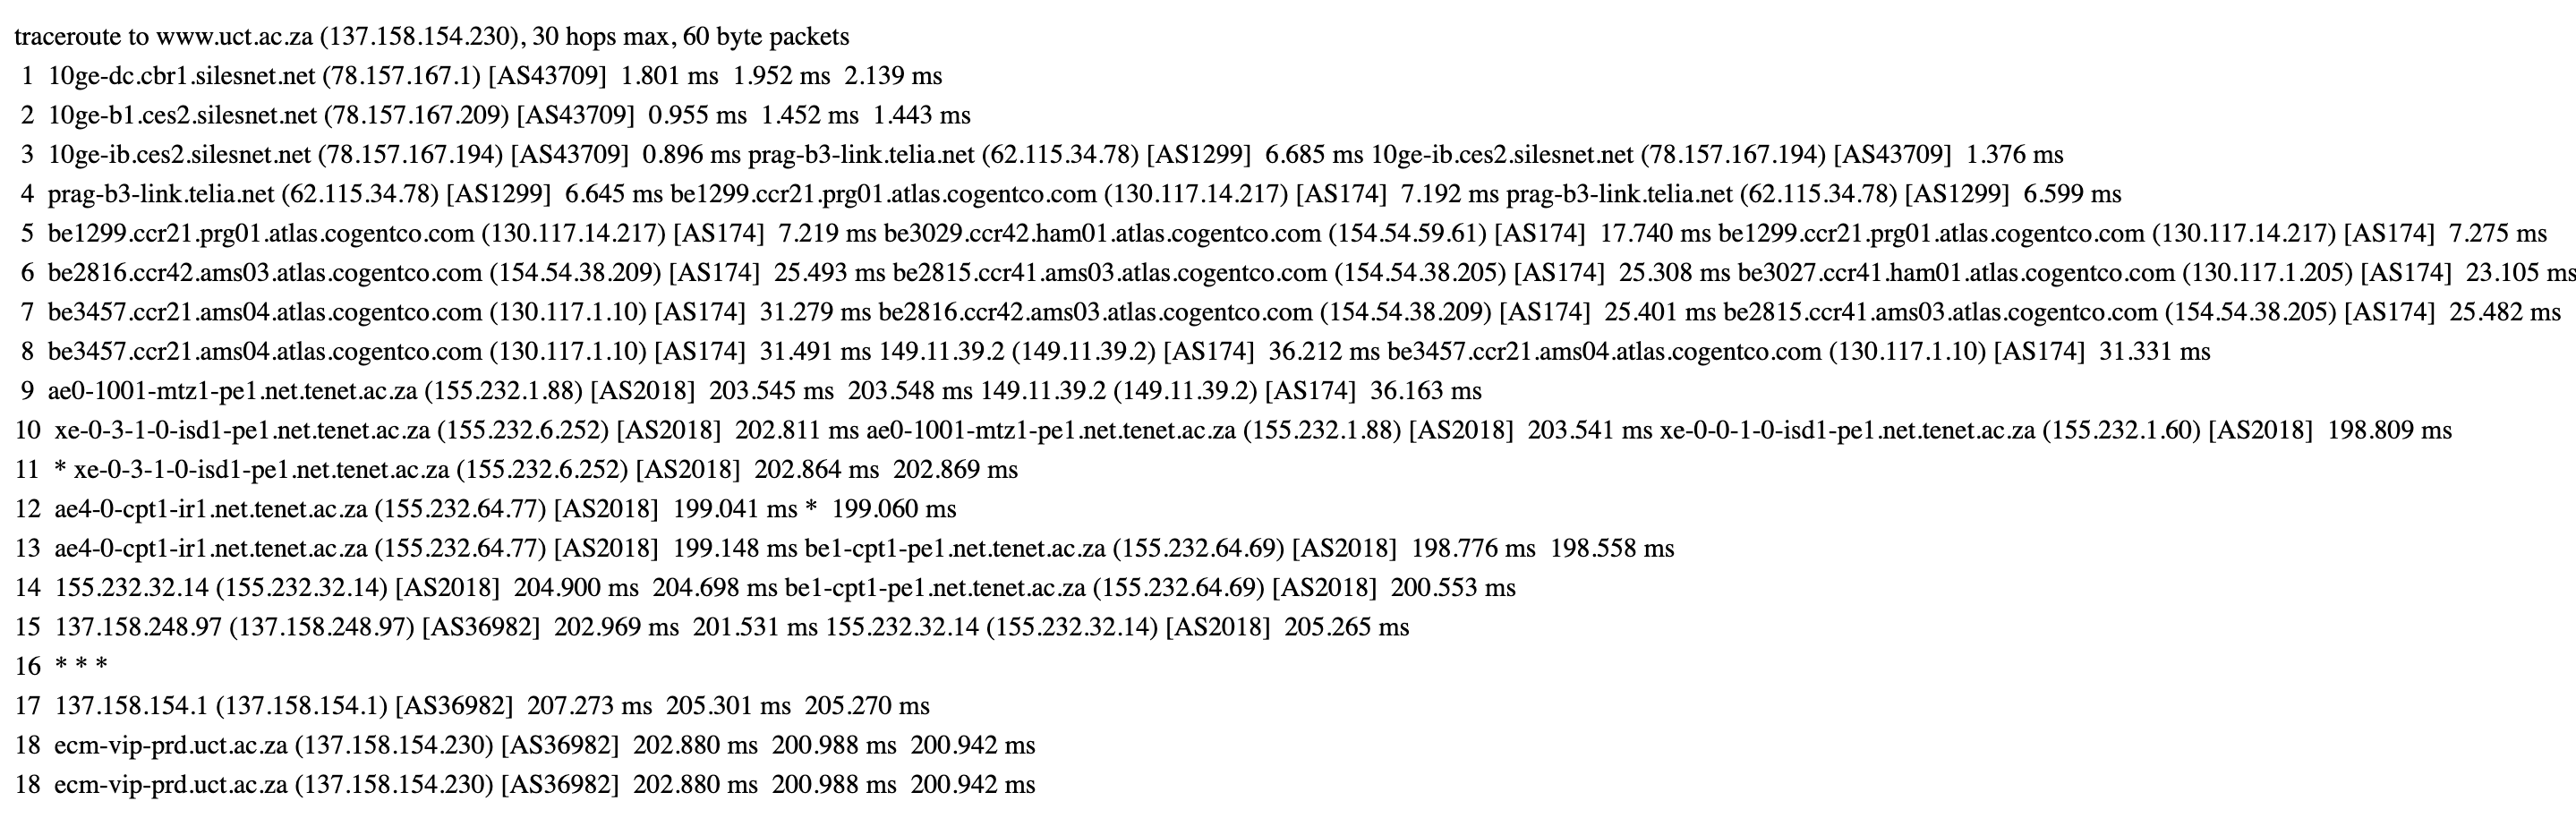 traceroute to www.uct.ac.za (137.158.154.230), 30 hops max, 60 byte packets
1 10ge-dc.cbr1.silesnet.net (78.157.167.1) [AS43709] 1.801 ms 1.952 ms 2.139 ms
2 10ge-b1.ces2.silesnet.net (78.157.167.209) [AS43709] 0.955 ms 1.452 ms 1.443 ms
3 10ge-ib.ces2.silesnet.net (78.157.167.194) [AS43709] 0.896 ms prag-b3-link.telia.net (62.115.34.78) [AS1299] 6.685 ms 10ge-ib.ces2.silesnet.net (78.157.167.194) [AS43709] 1.376 ms
4 prag-b3-link.telia.net (62.115.34.78) [AS1299] 6.645 ms be1299.ccr21.prg01.atlas.cogentco.com (130.117.14.217) [AS174] 7.192 ms prag-b3-link.telia.net (62.115.34.78) [AS1299] 6.599 ms
5 be1299.ccr21.prg01.atlas.cogentco.com (130.117.14.217) [AS174] 7.219 ms be3029.ccr42.ham01.atlas.cogentco.com (154.54.59.61) [AS174] 17.740 ms be1299.ccr21.prg01.atlas.cogentco.com (130.117.14.217) [AS174] 7.275 ms
6 be2816.ccr42.ams03.atlas.cogentco.com (154.54.38.209) [AS174] 25.493 ms be2815.ccr41.ams03.atlas.cogentco.com (154.54.38.205) [AS174] 25.308 ms be3027.ccr41.ham01.atlas.cogentco.com (130.117.1.205) [AS174] 23.105 ms
7 be3457.ccr21.ams04.atlas.cogentco.com (130.117.1.10) [AS174] 31.279 ms be2816.ccr42.ams03.atlas.cogentco.com (154.54.38.209) [AS174] 25.401 ms be2815.ccr41.ams03.atlas.cogentco.com (154.54.38.205) [AS174] 25.482 ms
8 be3457.ccr21.ams04.atlas.cogentco.com (130.117.1.10) [AS174] 31.491 ms 149.11.39.2 (149.11.39.2) [AS174] 36.212 ms be3457.ccr21.ams04.atlas.cogentco.com (130.117.1.10) [AS174] 31.331 ms
9 ae0-1001-mtz1-pe1.net.tenet.ac.za (155.232.1.88) [AS2018] 203.545 ms 203.548 ms 149.11.39.2 (149.11.39.2) [AS174] 36.163 ms
10 xe-0-3-1-0-isd1-pe1.net.tenet.ac.za (155.232.6.252) [AS2018] 202.811 ms ae0-1001-mtz1-pe1.net.tenet.ac.za (155.232.1.88) [AS2018] 203.541 ms xe-0-0-1-0-isd1-pe1.net.tenet.ac.za (155.232.1.60) [AS2018] 198.809 ms
11 * xe-0-3-1-0-isd1-pe1.net.tenet.ac.za (155.232.6.252) [AS2018] 202.864 ms 202.869 ms
12 ae4-0-cpt1-ir1.net.tenet.ac.za (155.232.64.77) [AS2018] 199.041 ms * 199.060 ms
13 ae4-0-cpt1-ir1.net.tenet.ac.za (155.232.64.77) [AS2018] 199.148 ms be1-cpt1-pe1.net.tenet.ac.za (155.232.64.69) [AS2018] 198.776 ms 198.558 ms
14 155.232.32.14 (155.232.32.14) [AS2018] 204.900 ms 204.698 ms be1-cpt1-pe1.net.tenet.ac.za (155.232.64.69) [AS2018] 200.553 ms
15 137.158.248.97 (137.158.248.97) [AS36982] 202.969 ms 201.531 ms 155.232.32.14 (155.232.32.14) [AS2018] 205.265 ms
16 * * *
17 137.158.154.1 (137.158.154.1) [AS36982] 207.273 ms 205.301 ms 205.270 ms
18 ecm-vip-prd.uct.ac.za (137.158.154.230) [AS36982] 202.880 ms 200.988 ms 200.942 ms
18 ecm-vip-prd.uct.ac.za (137.158.154.230) [AS36982] 202.880 ms 200.988 ms 200.942 ms